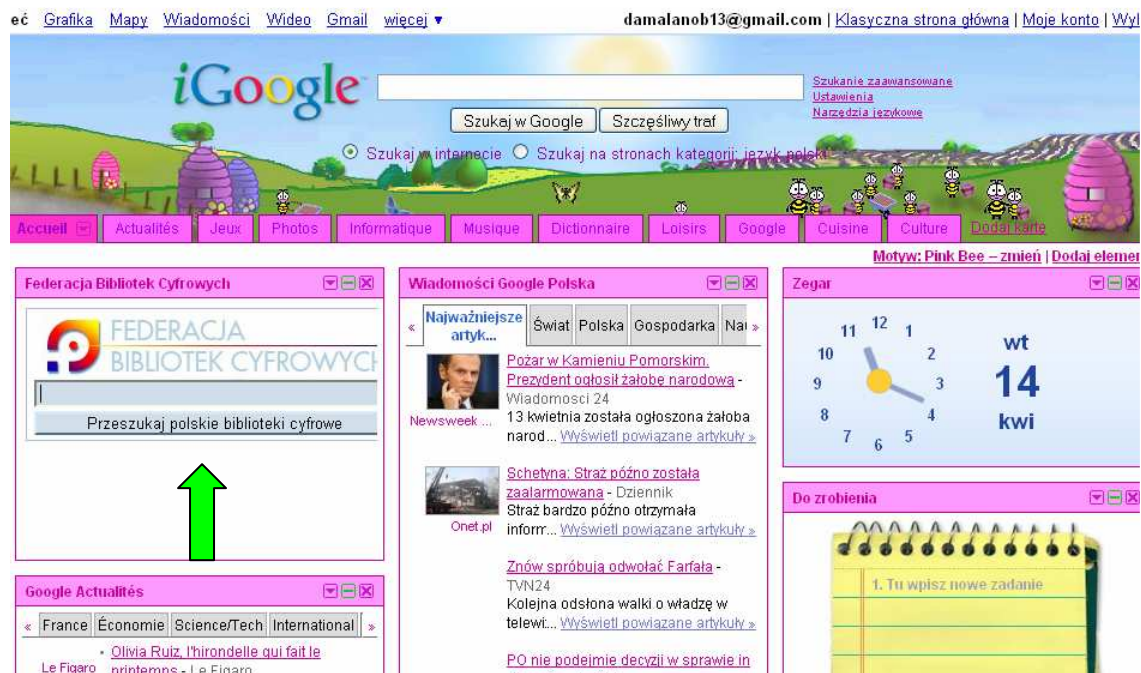 eć Grafika Mapy Wiadomości Wideo Gmail więcej ▼ damalanob13@gmail.com | Klasyczna strona główna | Moje konto | Wyl
iGoogle
Szukanie zaawansowane
Ustawienia
Narzędzia językowe
Szukaj w Google Szczęśliwy traf
Szukaj w internecie Szukaj na stronach kategorii: język polski
Accueil Actualités Jeux Photos Informatique Musique Dictionnaire Loisirs Google Cuisine Culture Dodaj kartę
Motyw: Pink Bee – zmień | Dodaj elemen
Federacja Bibliotek Cyfrowych
FEDERACJA
BIBLIOTEK CYFROWYCH
Przeszukaj polskie biblioteki cyfrowe
Google Actualités
« France Économie Science/Tech International »
Olivia Ruiz, l'hirondelle qui fait le
printemps - Le Figaro
Le Figaro
Wiadomości Google Polska
« Najważniejsze artyk... Świat Polska Gospodarka Nau »
Pożar w Kamieniu Pomorskim.
Prezydent ogłosił żałobę narodową -
Wiadomosci 24
13 kwietnia została ogłoszona żałoba
narod... Wyświetl powiązane artykuły »
Newsweek ...
Schetyna: Straż późno została
zaalarmowana - Dziennik
Straż bardzo późno otrzymała
inform... Wyświetl powiązane artykuły »
Onet.pl
Znów spróbują odwołać Farfała -
TVN24
Kolejna odsłona walki o władzę w
telewi... Wyświetl powiązane artykuły »
PO nie podejmie decyzji w sprawie in
Zegar
12 1 2 3 4 5 6 7 8 9 10 11
wt
14
kwi
Do zrobienia
1. Tu wpisz nowe zadanie